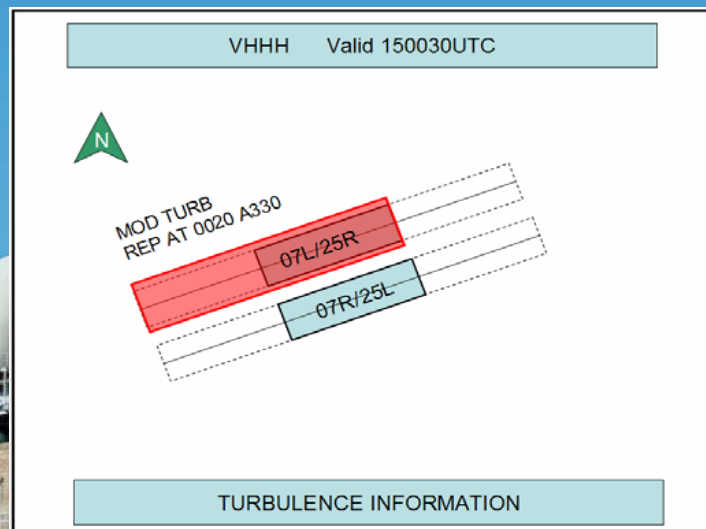 VHHH Valid 150030UTC
N
MOD TURB
REP AT 0020 A330
07L/25R
07R/25L
TURBULENCE INFORMATION